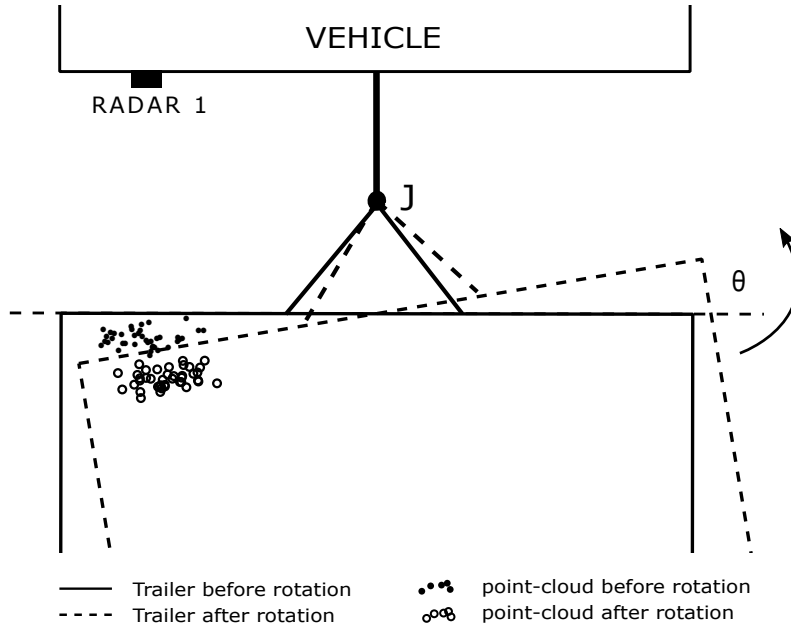 VEHICLE
RADAR 1
J
θ
Trailer before rotation
point-cloud before rotation
Trailer after rotation
point-cloud after rotation